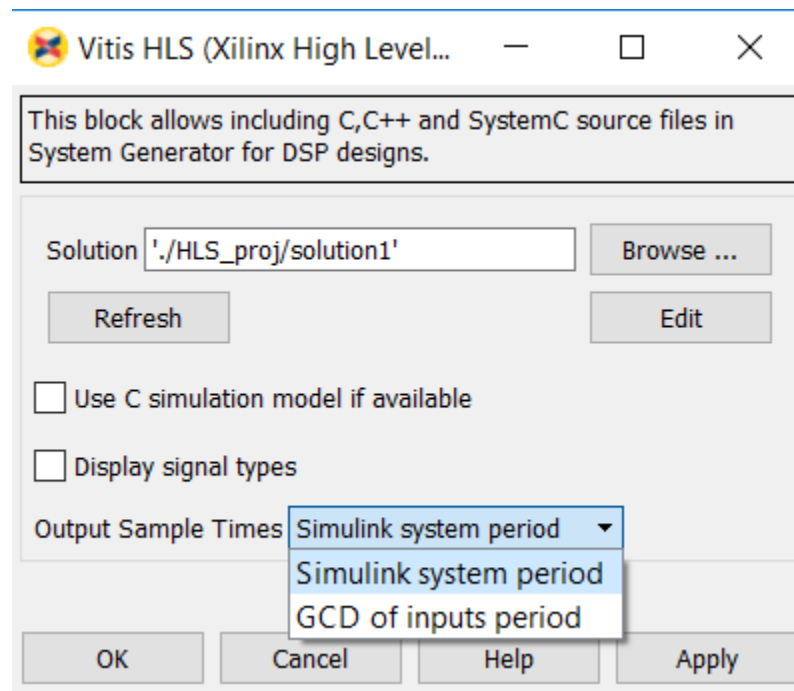 Vitis HLS (Xilinx High Level...
This block allows including C,C++ and SystemC source files in
System Generator for DSP designs.
Solution './HLS_proj/solution1' Browse ...
Refresh Edit
Use C simulation model if available
Display signal types
Output Sample Times Simulink system period
Simulink system period
GCD of inputs period
OK Cancel Help Apply